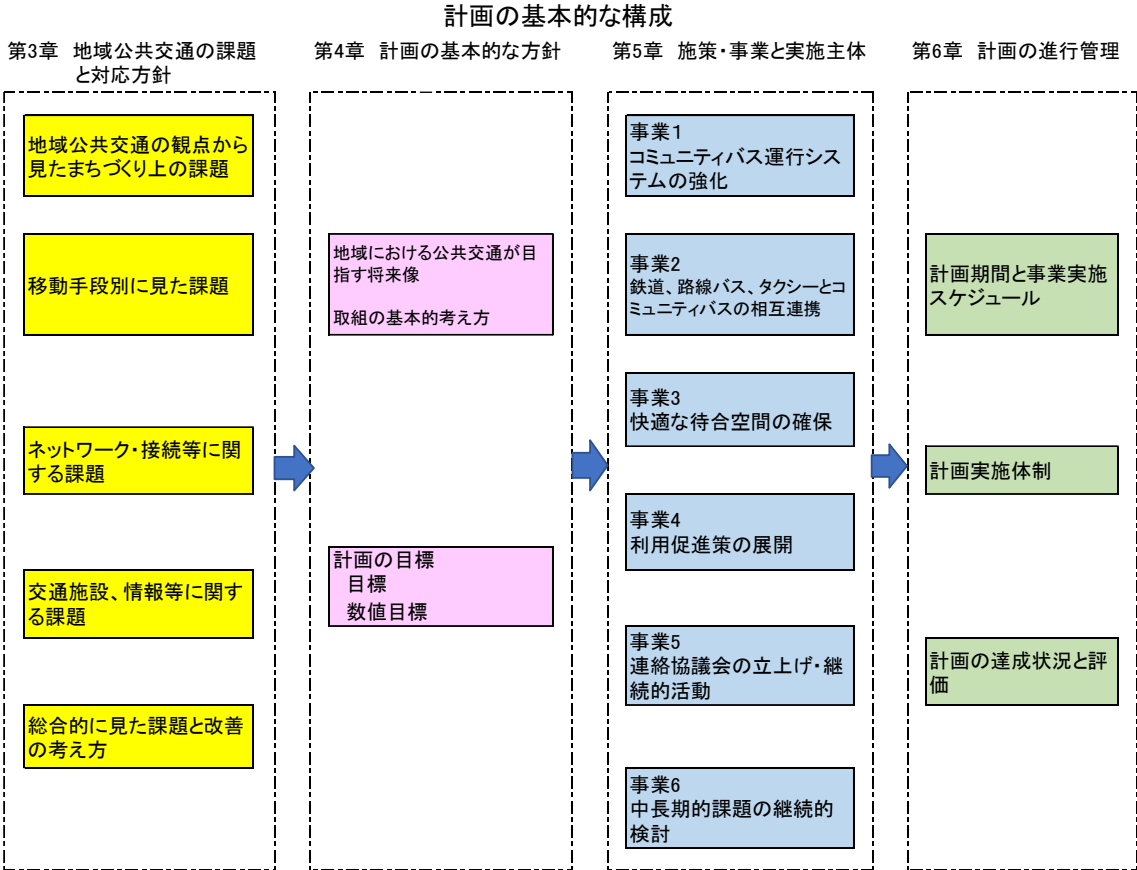 計画の基本的な構成
第3章 地域公共交通の課題
と対応方針
地域公共交通の観点から
見たまちづくり上の課題
移動手段別に見た課題
ネットワーク・接続等に関
する課題
交通施設、情報等に関す
る課題
総合的に見た課題と改善
の考え方
第4章 計画の基本的な方針
地域における公共交通が目
指す将来像
取組の基本的考え方
計画の目標
目標
数値目標
第5章 施策・事業と実施主体
事業1
コミュニティバス運行シス
テムの強化
事業2
鉄道、路線バス、タクシーとコ
ミュニティバスの相互連携
事業3
快適な待合空間の確保
事業4
利用促進策の展開
事業5
連絡協議会の立上げ・継
続的活動
事業6
中長期的課題の継続的
検討
第6章 計画の進行管理
計画期間と事業実施
スケジュール
計画実施体制
計画の達成状況と評
価